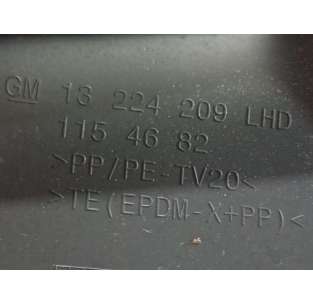 GM 13 224 209 LHD
115 46 82
>PP/PE-TV20<
>TE(EPDM-X+PP)<